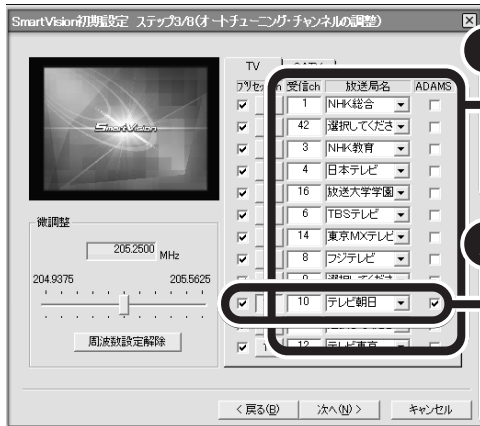 SmartVision初期設定 ステップ3/8(オートチューニング・チャンネルの調整)
TV
受信ch 放送局名 ADAMS
1 NHK総合
42 選択してくださ
3 NHK教育
4 日本テレビ
16 放送大学学園
6 TBSテレビ
14 東京MXテレビ
8 フジテレビ
10 テレビ朝日
12 テレビ東京
SmartVision
微調整
205.2500 MHz
204.9375 205.5625
周波数設定解除
< 戻る(B) 次へ(N) > キャンセル